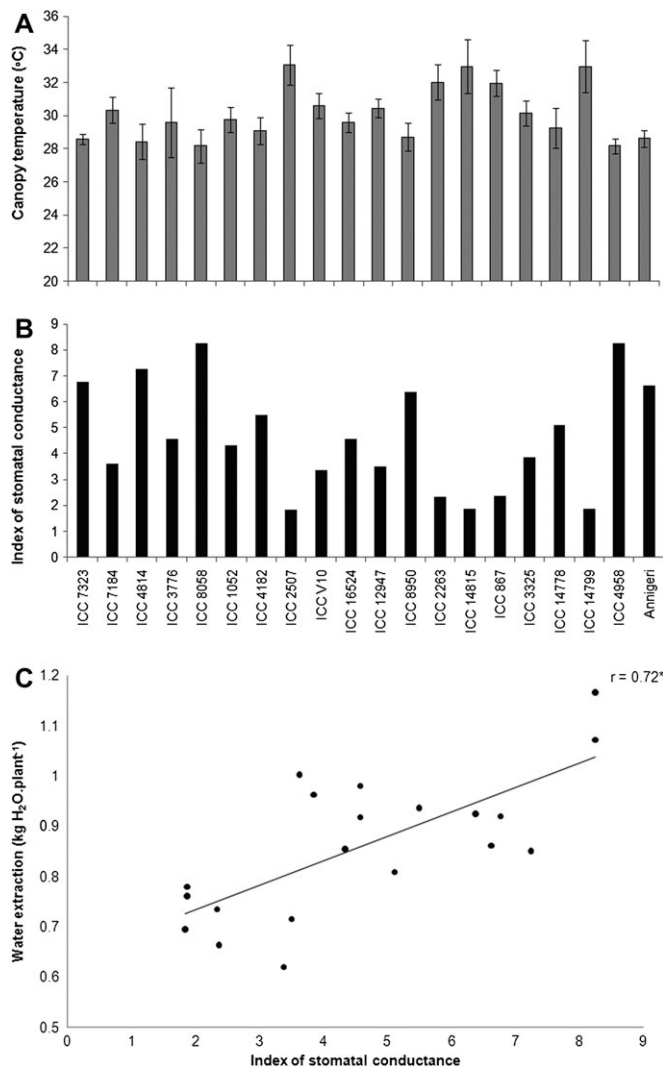 A
Canopy temperature (°C)
36
34
32
30
28
26
24
22
20
B
Index of stomatal conductance
9
8
7
6
5
4
3
2
1
0
ICC 7323
ICC 7184
ICC 4814
ICC 3776
ICC 8058
ICC 1052
ICC 4182
ICC 2507
ICC V10
ICC 16524
ICC 12947
ICC 8950
ICC 2263
ICC 14815
ICC 867
ICC 3325
ICC 14778
ICC 14799
ICC 4958
Annigeri
C
r = 0.72*
Water extraction (kg H₂O.plant⁻¹)
1.2
1.1
1
0.9
0.8
0.7
0.6
0.5
0 1 2 3 4 5 6 7 8 9
Index of stomatal conductance